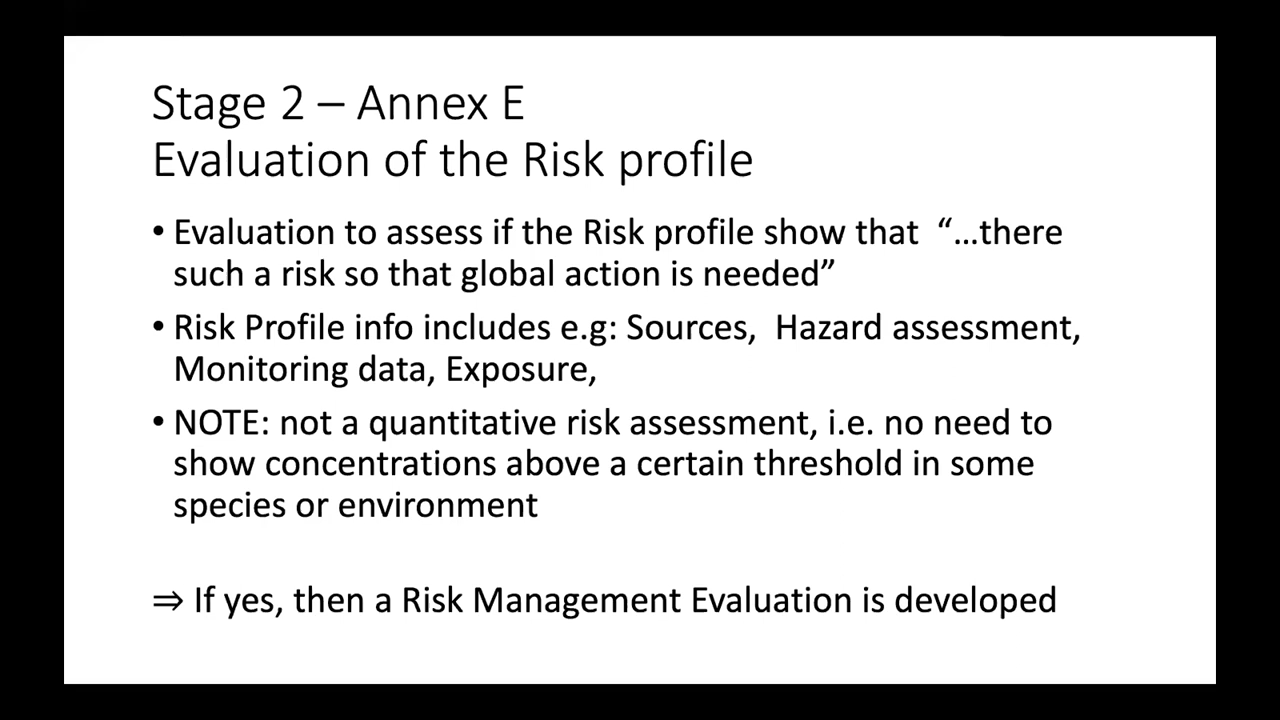 Stage 2 – Annex E
Evaluation of the Risk profile
• Evaluation to assess if the Risk profile show that  “…there
such a risk so that global action is needed”
• Risk Profile info includes e.g: Sources,  Hazard assessment,
Monitoring data, Exposure,
• NOTE: not a quantitative risk assessment, i.e. no need to
show concentrations above a certain threshold in some
species or environment
⇒ If yes, then a Risk Management Evaluation is developed